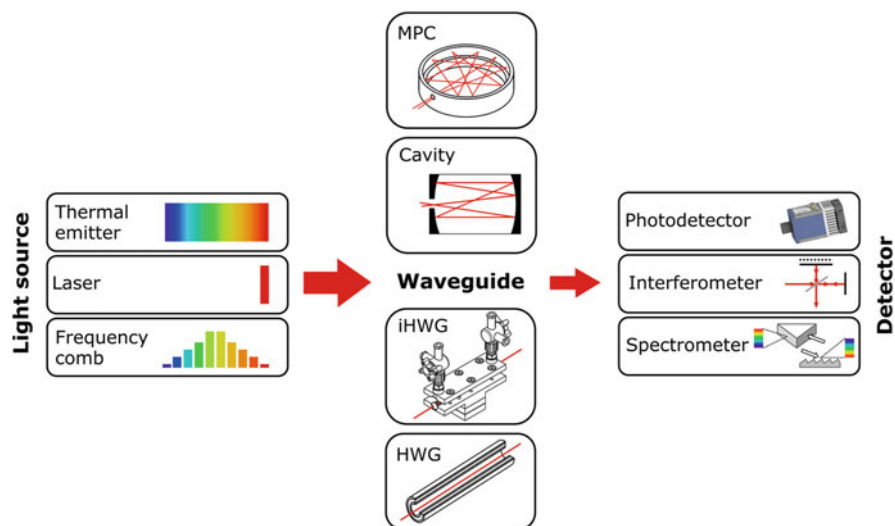 MPC
Cavity
Light source
Thermal
emitter
Laser
Frequency
comb
Waveguide
iHWG
HWG
Photodetector
Interferometer
Spectrometer
Detector